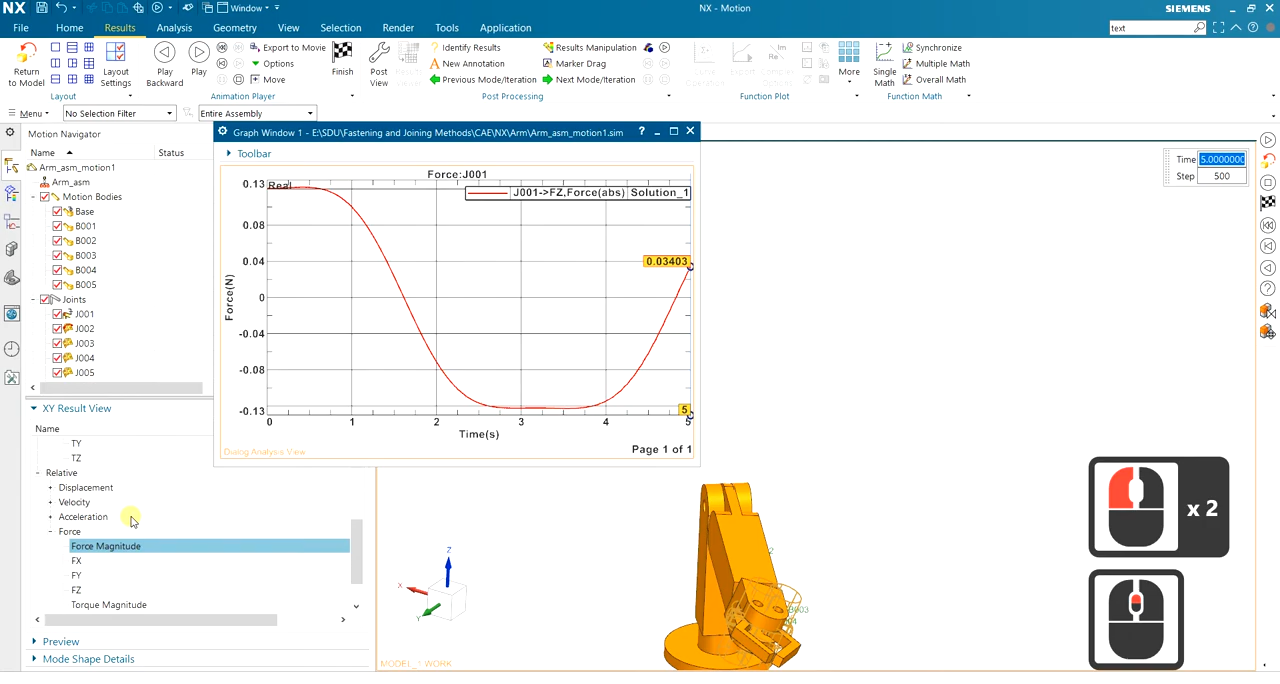 NX
Window
NX - Motion
SIEMENS
File
Home
Results
Analysis
Geometry
View
Selection
Render
Tools
Application
text
Return
to Model
Layout
Settings
Layout
Play
Backward
Play
Export to Movie
Options
Move
Finish
Animation Player
Post
View
Identify Results
New Annotation
Previous Mode/Iteration
Results Manipulation
Marker Drag
Next Mode/Iteration
Post Processing
More
Function Plot
Single
Math
Synchronize
Multiple Math
Overall Math
Function Math
Menu
No Selection Filter
Entire Assembly
Motion Navigator
Name
Status
Arm_asm_motion1
Arm_asm
Motion Bodies
Base
B001
B002
B003
B004
B005
Joints
J001
J002
J003
J004
J005
XY Result View
Name
TY
TZ
Relative
Displacement
Velocity
Acceleration
Force
Force Magnitude
FX
FY
FZ
Torque Magnitude
Preview
Mode Shape Details
Graph Window 1 - E:\SDU\Fastening and Joining Methods\CAE\NX\Arm\Arm_asm_motion1.sim
Toolbar
Force:J001
Real
J001->FZ,Force(abs) Solution_1
0.13
0.08
0.04
0
-0.04
-0.08
-0.13
Force(N)
0.03403
5
0 1 2 3 4 5
Time(s)
Page 1 of 1
Dialog Analysis View
Time 5.0000000
Step 500
Z
X
Y
MODEL_1 WORK
x 2